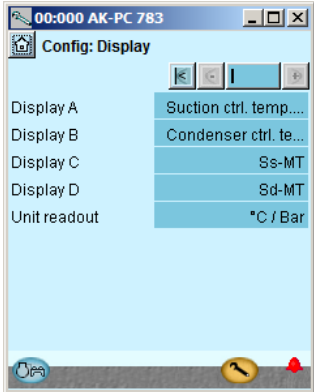 00:000 AK-PC 783
Config: Display
Display A Suction ctrl. temp....
Display B Condenser ctrl. te...
Display C Ss-MT
Display D Sd-MT
Unit readout °C / Bar